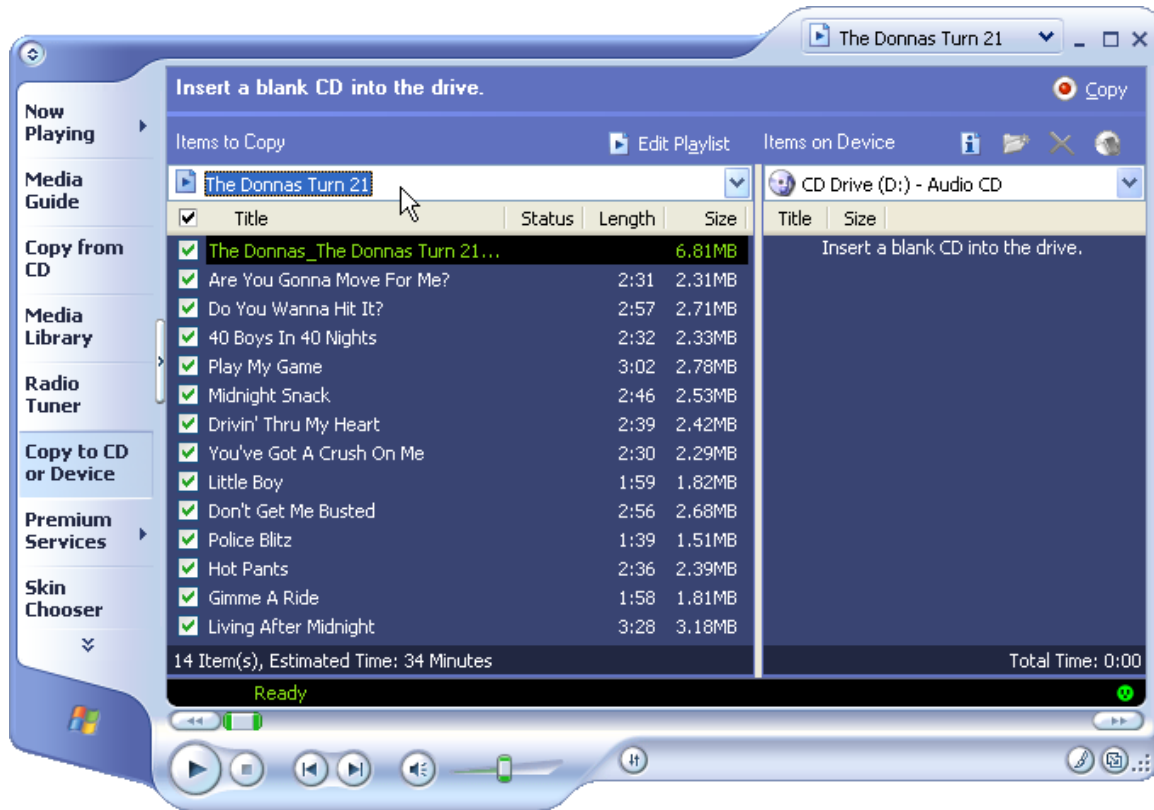 The Donnas Turn 21
Insert a blank CD into the drive.
Copy
Now
Playing
Media
Guide
Copy from
CD
Media
Library
Radio
Tuner
Copy to CD
or Device
Premium
Services
Skin
Chooser
Items to Copy
Edit Playlist
Items on Device
The Donnas Turn 21
CD Drive (D:) - Audio CD
Title Status Length Size
Title Size
The Donnas_The Donnas Turn 21... 6.81MB
Are You Gonna Move For Me? 2:31 2.31MB
Do You Wanna Hit It? 2:57 2.71MB
40 Boys In 40 Nights 2:32 2.33MB
Play My Game 3:02 2.78MB
Midnight Snack 2:46 2.53MB
Drivin' Thru My Heart 2:39 2.42MB
You've Got A Crush On Me 2:30 2.29MB
Little Boy 1:59 1.82MB
Don't Get Me Busted 2:56 2.68MB
Police Blitz 1:39 1.51MB
Hot Pants 2:36 2.39MB
Gimme A Ride 1:58 1.81MB
Living After Midnight 3:28 3.18MB
Insert a blank CD into the drive.
14 Item(s), Estimated Time: 34 Minutes
Total Time: 0:00
Ready